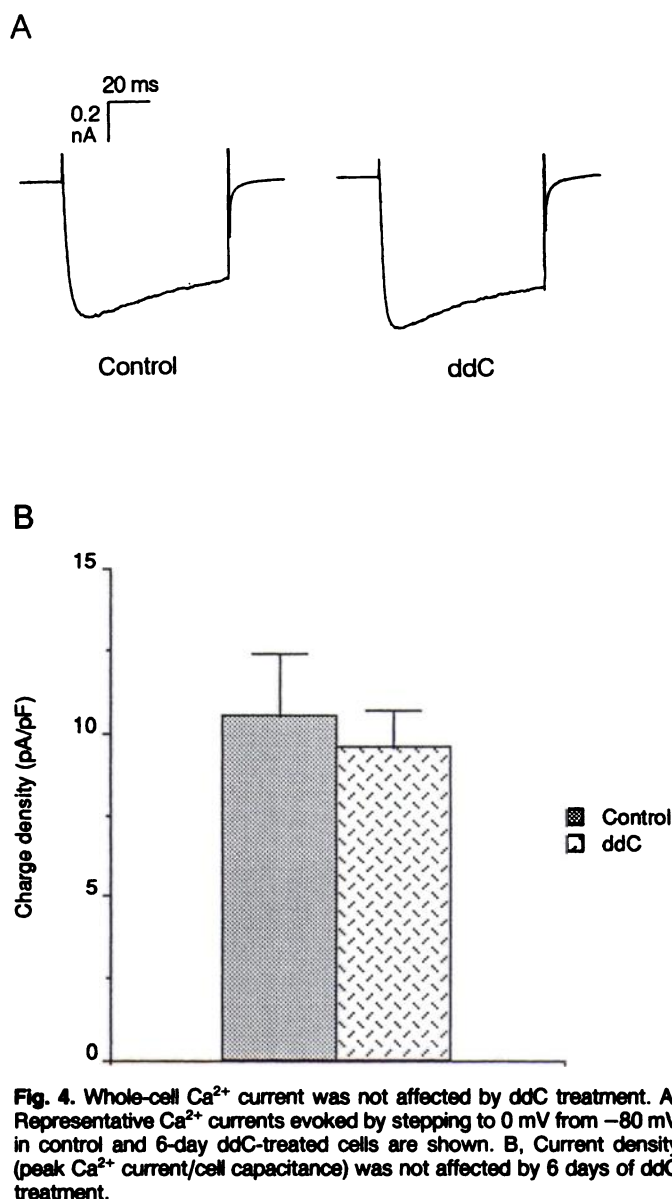 A
20 ms
0.2
nA
Control
ddC
B
15
10
5
0
Charge density (pA/pF)
Control
ddC
Fig. 4. Whole-cell Ca²⁺ current was not affected by ddC treatment. A
Representative Ca²⁺ currents evoked by stepping to 0 mV from −80 mV
in control and 6-day ddC-treated cells are shown. B, Current density
(peak Ca²⁺ current/cell capacitance) was not affected by 6 days of ddC
treatment.